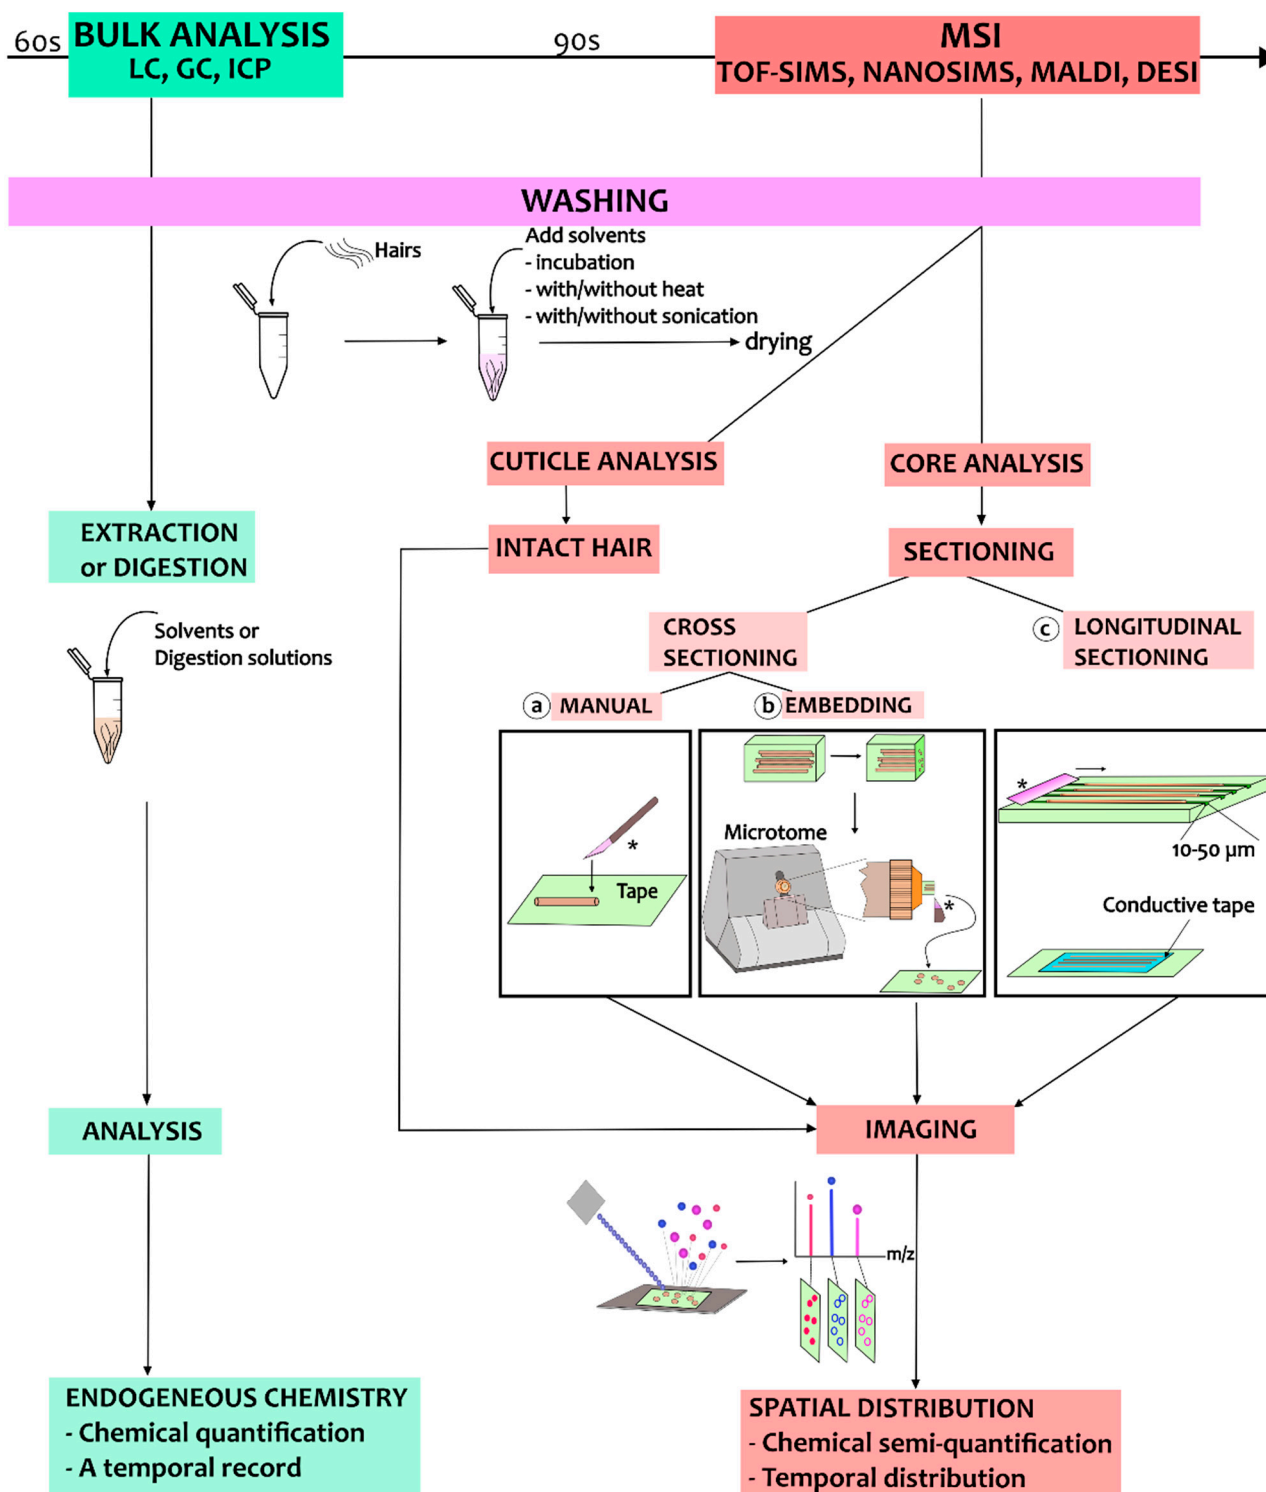 60s
BULK ANALYSIS
LC, GC, ICP
90s
MSI
TOF-SIMS, NANOSIMS, MALDI, DESI
WASHING
Hairs
Add solvents
- incubation
- with/without heat
- with/without sonication
drying
CUTICLE ANALYSIS
CORE ANALYSIS
EXTRACTION
or DIGESTION
INTACT HAIR
SECTIONING
Solvents or
Digestion solutions
CROSS
SECTIONING
c
LONGITUDINAL
SECTIONING
a
MANUAL
b
EMBEDDING
*
Tape
Microtome
*
*
10-50 µm
Conductive tape
ANALYSIS
IMAGING
m/z
ENDOGENEOUS CHEMISTRY
- Chemical quantification
- A temporal record
SPATIAL DISTRIBUTION
- Chemical semi-quantification
- Temporal distribution